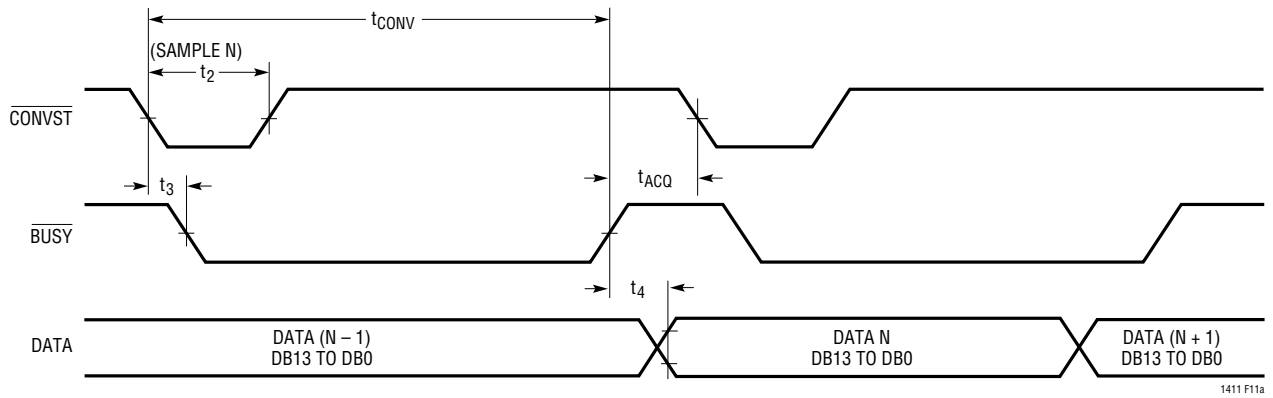 tCONV
(SAMPLE N)
t2
CONVST
t3
tACQ
BUSY
t4
DATA
DATA (N – 1)
DB13 TO DB0
DATA N
DB13 TO DB0
DATA (N + 1)
DB13 TO DB0
1411 F11a